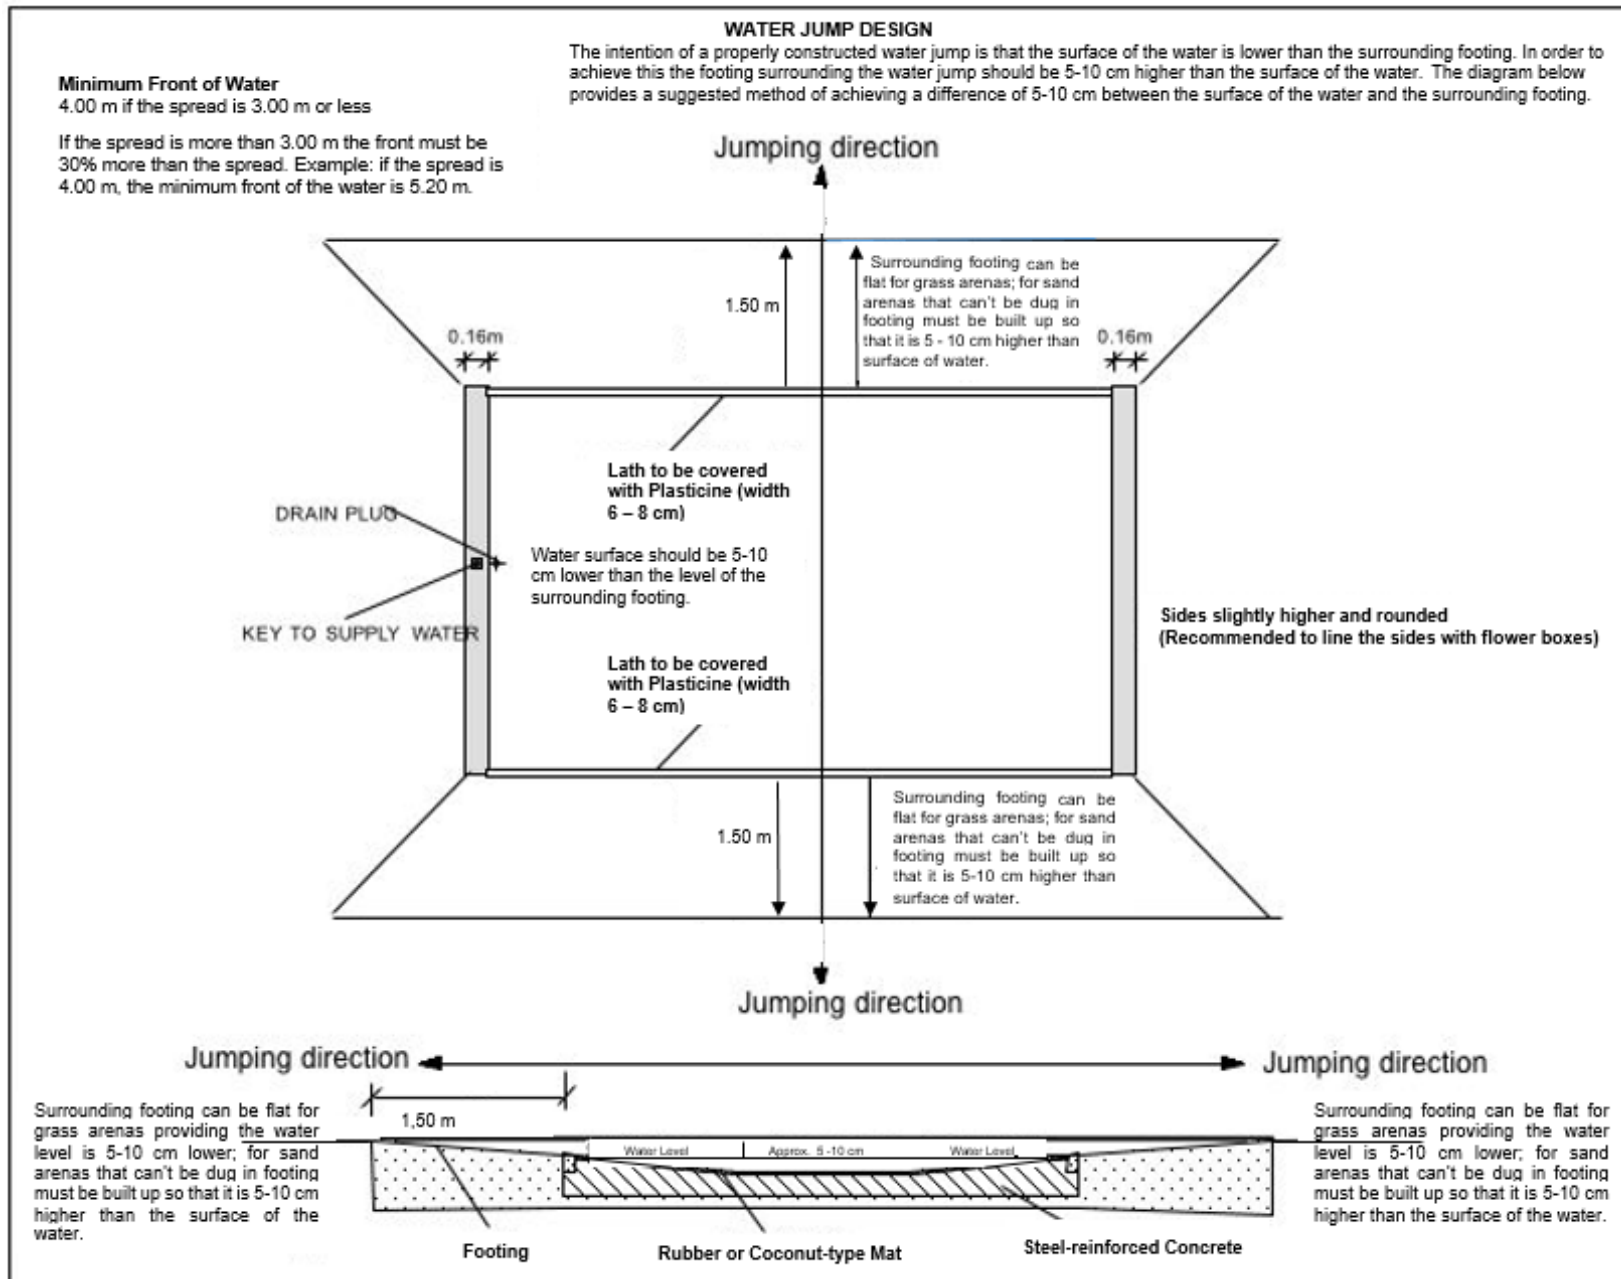 WATER JUMP DESIGN
The intention of a properly constructed water jump is that the surface of the water is lower than the surrounding footing. In order to
achieve this the footing surrounding the water jump should be 5-10 cm higher than the surface of the water. The diagram below
provides a suggested method of achieving a difference of 5-10 cm between the surface of the water and the surrounding footing.
Minimum Front of Water
4.00 m if the spread is 3.00 m or less
If the spread is more than 3.00 m the front must be
30% more than the spread. Example: if the spread is
4.00 m, the minimum front of the water is 5.20 m.
Jumping direction
Surrounding footing can be
flat for grass arenas; for sand
arenas that can't be dug in
footing must be built up so
that it is 5 - 10 cm higher than
surface of water.
1.50 m
0.16m
0.16m
Lath to be covered
with Plasticine (width
6 – 8 cm)
DRAIN PLUG
Water surface should be 5-10
cm lower than the level of the
surrounding footing.
KEY TO SUPPLY WATER
Sides slightly higher and rounded
(Recommended to line the sides with flower boxes)
Lath to be covered
with Plasticine (width
6 – 8 cm)
1.50 m
Surrounding footing can be
flat for grass arenas; for sand
arenas that can't be dug in
footing must be built up so
that it is 5-10 cm higher than
surface of water.
Jumping direction
Jumping direction
Jumping direction
Surrounding footing can be flat for
grass arenas providing the water
level is 5-10 cm lower; for sand
arenas that can't be dug in footing
must be built up so that it is 5-10 cm
higher than the surface of the
water.
1,50 m
Water Level
Approx. 5 -10 cm
Water Level
Surrounding footing can be flat for
grass arenas providing the water
level is 5-10 cm lower; for sand
arenas that can't be dug in footing
must be built up so that it is 5-10 cm
higher than the surface of the water.
Footing
Rubber or Coconut-type Mat
Steel-reinforced Concrete